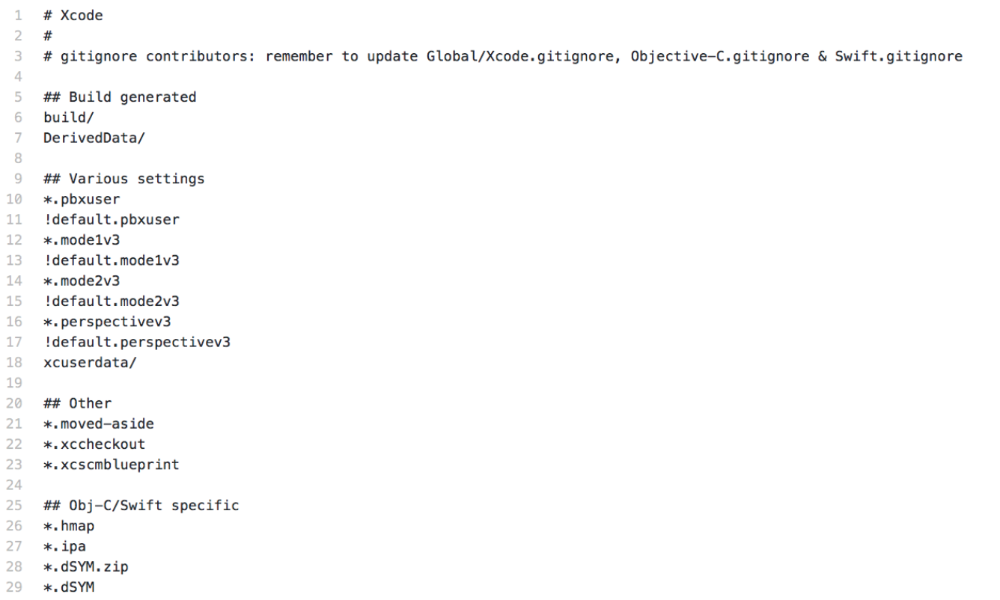 1 # Xcode
2 #
3 # gitignore contributors: remember to update Global/Xcode.gitignore, Objective-C.gitignore & Swift.gitignore
4
5 ## Build generated
6 build/
7 DerivedData/
8
9 ## Various settings
10 *.pbxuser
11 !default.pbxuser
12 *.mode1v3
13 !default.mode1v3
14 *.mode2v3
15 !default.mode2v3
16 *.perspectivev3
17 !default.perspectivev3
18 xcuserdata/
19
20 ## Other
21 *.moved-aside
22 *.xccheckout
23 *.xcscmblueprint
24
25 ## Obj-C/Swift specific
26 *.hmap
27 *.ipa
28 *.dSYM.zip
29 *.dSYM